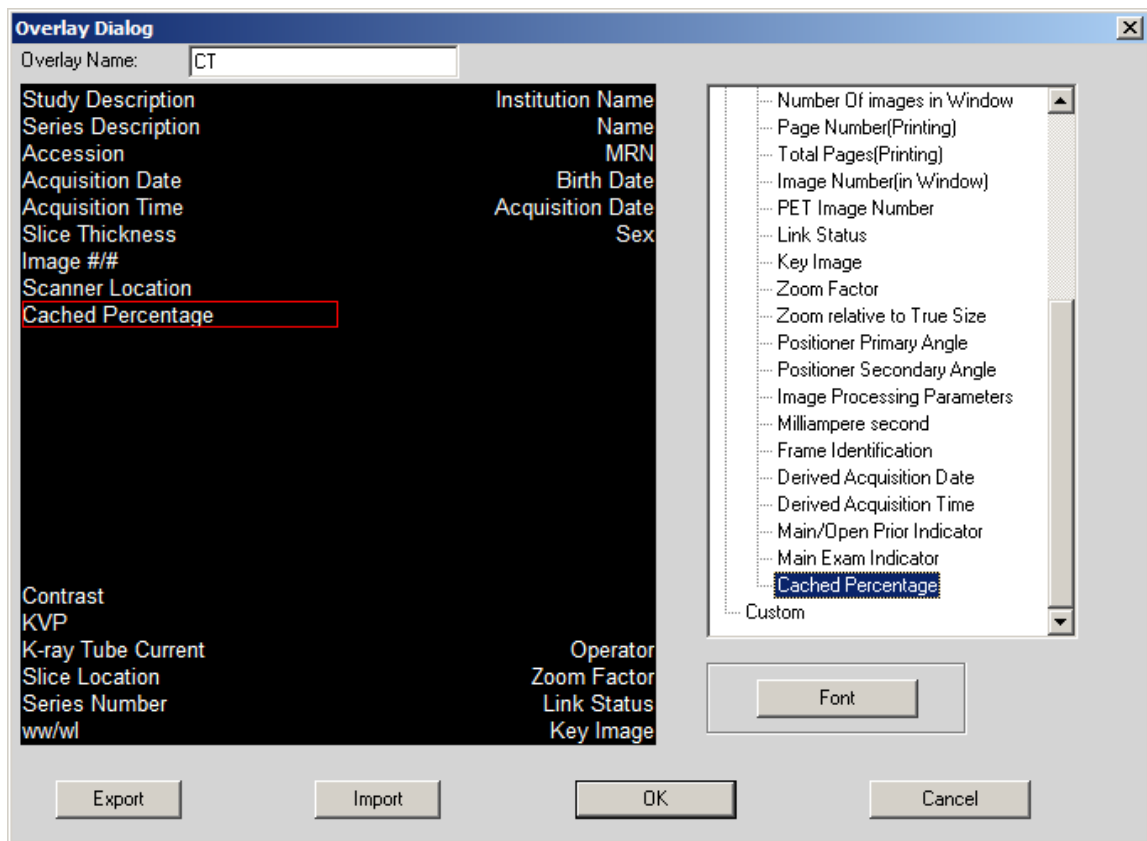 Overlay Dialog
Overlay Name: CT
Study Description
Series Description
Accession
Acquisition Date
Acquisition Time
Slice Thickness
Image #/#
Scanner Location
Cached Percentage
Institution Name
Name
MRN
Birth Date
Acquisition Date
Sex
Contrast
KVP
K-ray Tube Current
Slice Location
Series Number
ww/wl
Operator
Zoom Factor
Link Status
Key Image
Number Of images in Window
Page Number(Printing)
Total Pages(Printing)
Image Number(in Window)
PET Image Number
Link Status
Key Image
Zoom Factor
Zoom relative to True Size
Positioner Primary Angle
Positioner Secondary Angle
Image Processing Parameters
Milliampere second
Frame Identification
Derived Acquisition Date
Derived Acquisition Time
Main/Open Prior Indicator
Main Exam Indicator
Cached Percentage
Custom
Font
Export
Import
OK
Cancel